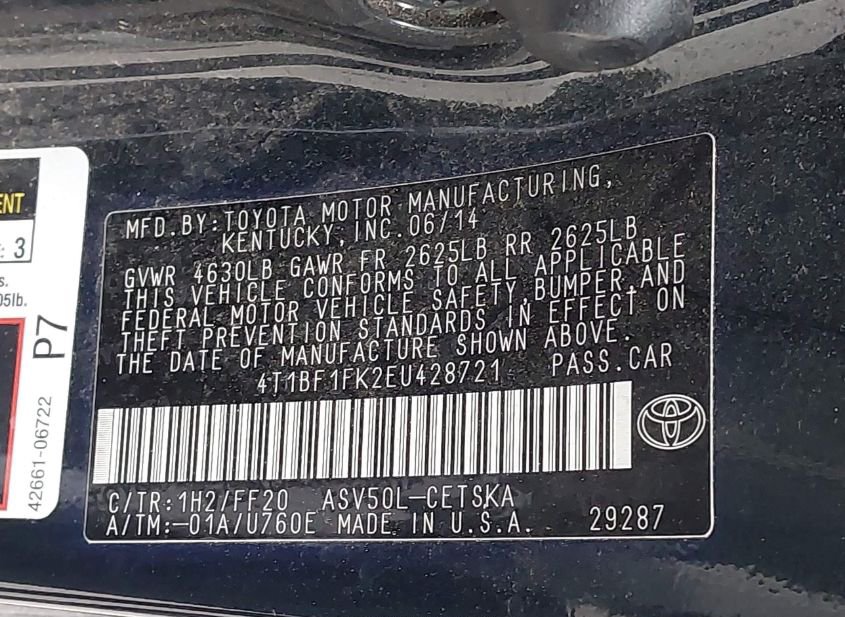 ENT
: 3
s.
05lb.
P7
42661-06722
MFD.BY:TOYOTA MOTOR MANUFACTURING,
KENTUCKY,INC.06/14
GVWR 4630LB GAWR FR 2625LB RR 2625LB
THIS VEHICLE CONFORMS TO ALL APPLICABLE
FEDERAL MOTOR VEHICLE SAFETY,BUMPER,AND
THEFT PREVENTION STANDARDS IN EFFECT ON
THE DATE OF MANUFACTURE SHOWN ABOVE.
4T1BF1FK2EU428721 PASS.CAR
C/TR:1H2/FF20 ASV50L-CETSKA
A/TM:-01A/U760E MADE IN U.S.A. 29287